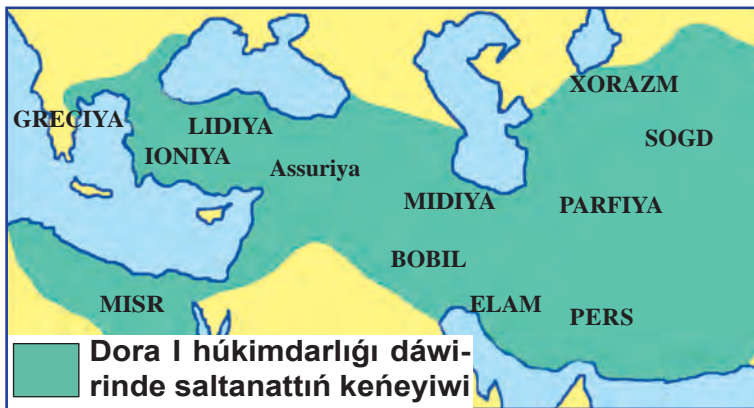 XORAZM
GRECIYA
LIDIYA
SOGD
IONIYA
Assuriya
MIDIYA
PARFIYA
BOBIL
MISR
ELAM
PERS
Dora I húkimdarlıǵı dáwi-
rinde saltanattıń keńeyiwi